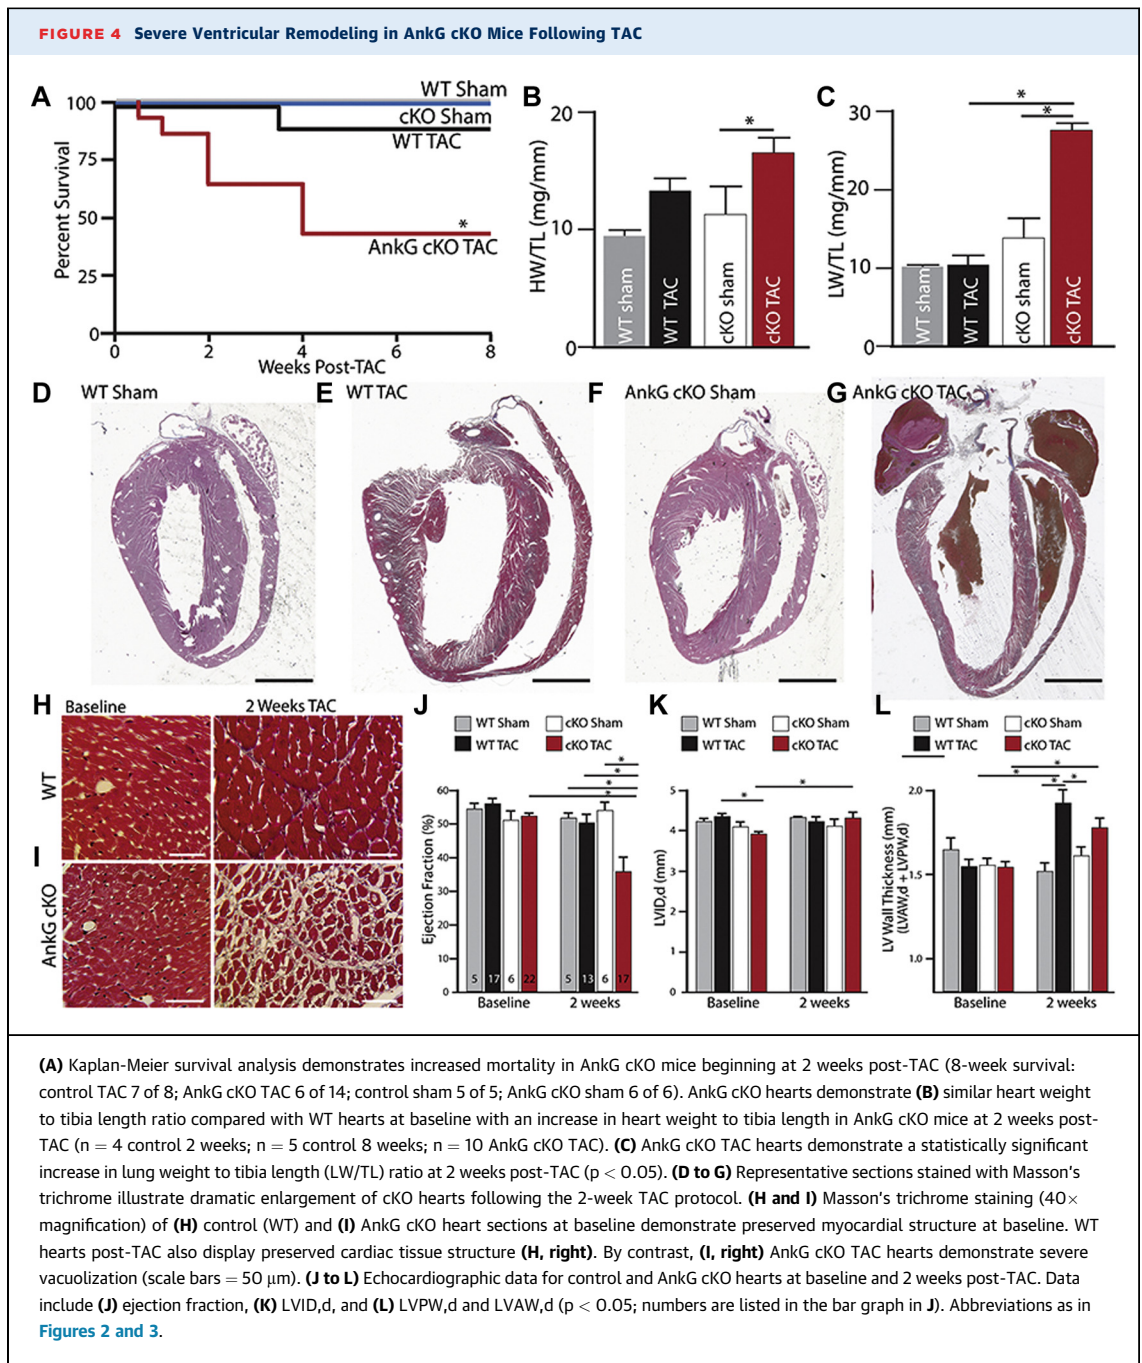 FIGURE 4 Severe Ventricular Remodeling in AnkG cKO Mice Following TAC
A
Percent Survival
100
75
50
25
0
0 2 4 6 8
Weeks Post-TAC
WT Sham
cKO Sham
WT TAC
*
AnkG cKO TAC
B
HW/TL (mg/mm)
20
10
0
*
WT sham
WT TAC
cKO sham
cKO TAC
C
LW/TL (mg/mm)
30
20
10
0
*
*
WT sham
WT TAC
cKO sham
cKO TAC
D WT Sham
E WT TAC
F AnkG cKO Sham
G AnkG cKO TAC
H Baseline 2 Weeks TAC
WT
I
AnkG cKO
J
WT Sham cKO Sham
WT TAC cKO TAC
*
*
*
*
Ejection Fraction (%)
60
50
40
30
20
10
0
5 17 6 22 5 13 6 17
Baseline 2 weeks
K
WT Sham cKO Sham
WT TAC cKO TAC
* *
LVID,d (mm)
5
4
3
2
1
0
Baseline 2 weeks
L
WT Sham cKO Sham
WT TAC cKO TAC
*
*
* *
LV Wall Thickness (mm)
(LVAW,d + LVPW,d)
2.0
1.5
1.0
Baseline 2 weeks
(A) Kaplan-Meier survival analysis demonstrates increased mortality in AnkG cKO mice beginning at 2 weeks post-TAC (8-week survival:
control TAC 7 of 8; AnkG cKO TAC 6 of 14; control sham 5 of 5; AnkG cKO sham 6 of 6). AnkG cKO hearts demonstrate (B) similar heart weight
to tibia length ratio compared with WT hearts at baseline with an increase in heart weight to tibia length in AnkG cKO mice at 2 weeks post-
TAC (n = 4 control 2 weeks; n = 5 control 8 weeks; n = 10 AnkG cKO TAC). (C) AnkG cKO TAC hearts demonstrate a statistically significant
increase in lung weight to tibia length (LW/TL) ratio at 2 weeks post-TAC (p < 0.05). (D to G) Representative sections stained with Masson's
trichrome illustrate dramatic enlargement of cKO hearts following the 2-week TAC protocol. (H and I) Masson's trichrome staining (40×
magnification) of (H) control (WT) and (I) AnkG cKO heart sections at baseline demonstrate preserved myocardial structure at baseline. WT
hearts post-TAC also display preserved cardiac tissue structure (H, right). By contrast, (I, right) AnkG cKO TAC hearts demonstrate severe
vacuolization (scale bars = 50 μm). (J to L) Echocardiographic data for control and AnkG cKO hearts at baseline and 2 weeks post-TAC. Data
include (J) ejection fraction, (K) LVID,d, and (L) LVPW,d and LVAW,d (p < 0.05; numbers are listed in the bar graph in J). Abbreviations as in
Figures 2 and 3.